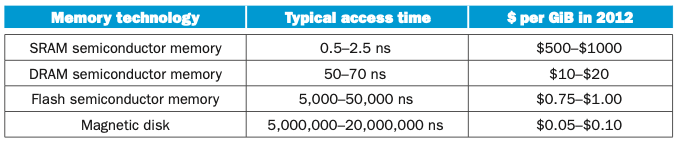 Memory technology Typical access time $ per GiB in 2012
SRAM semiconductor memory 0.5–2.5 ns $500–$1000
DRAM semiconductor memory 50–70 ns $10–$20
Flash semiconductor memory 5,000–50,000 ns $0.75–$1.00
Magnetic disk 5,000,000–20,000,000 ns $0.05–$0.10